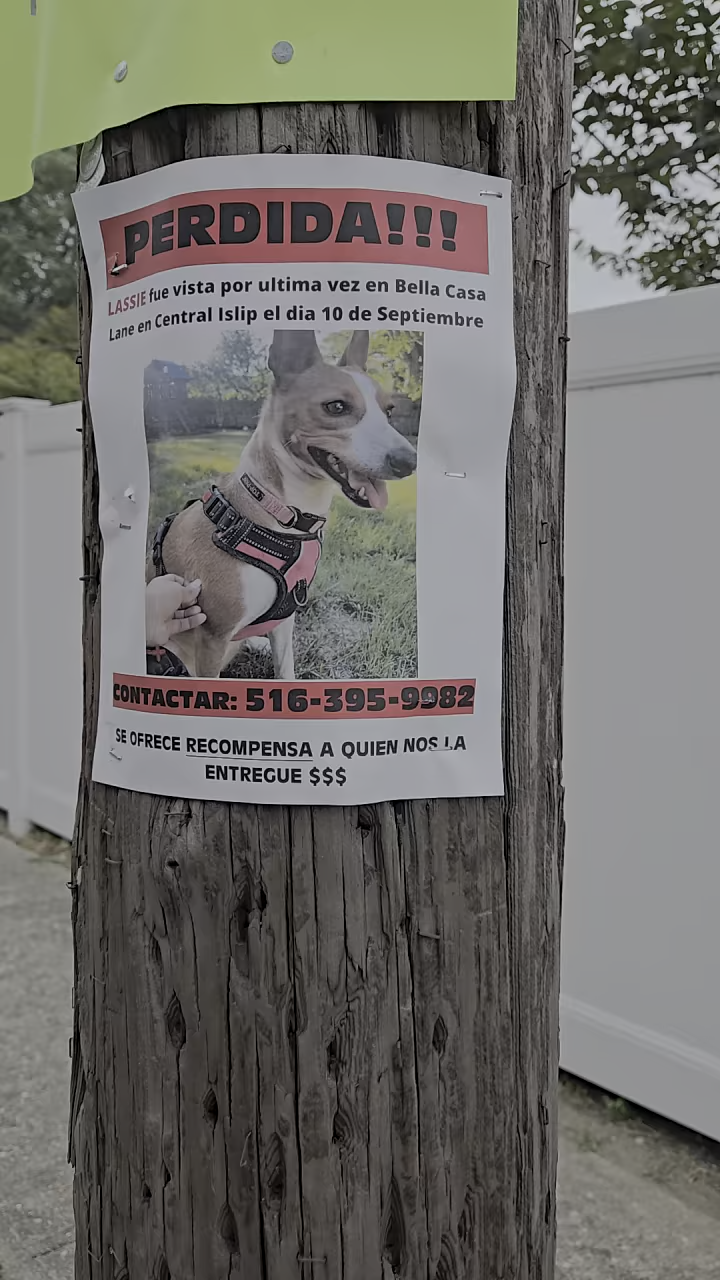 PERDIDA!!!
LASSIE fue vista por ultima vez en Bella Casa
Lane en Central Islip el dia 10 de Septiembre
CONTACTAR: 516-395-9982
SE OFRECE RECOMPENSA A QUIEN NOS LA
ENTREGUE $$$